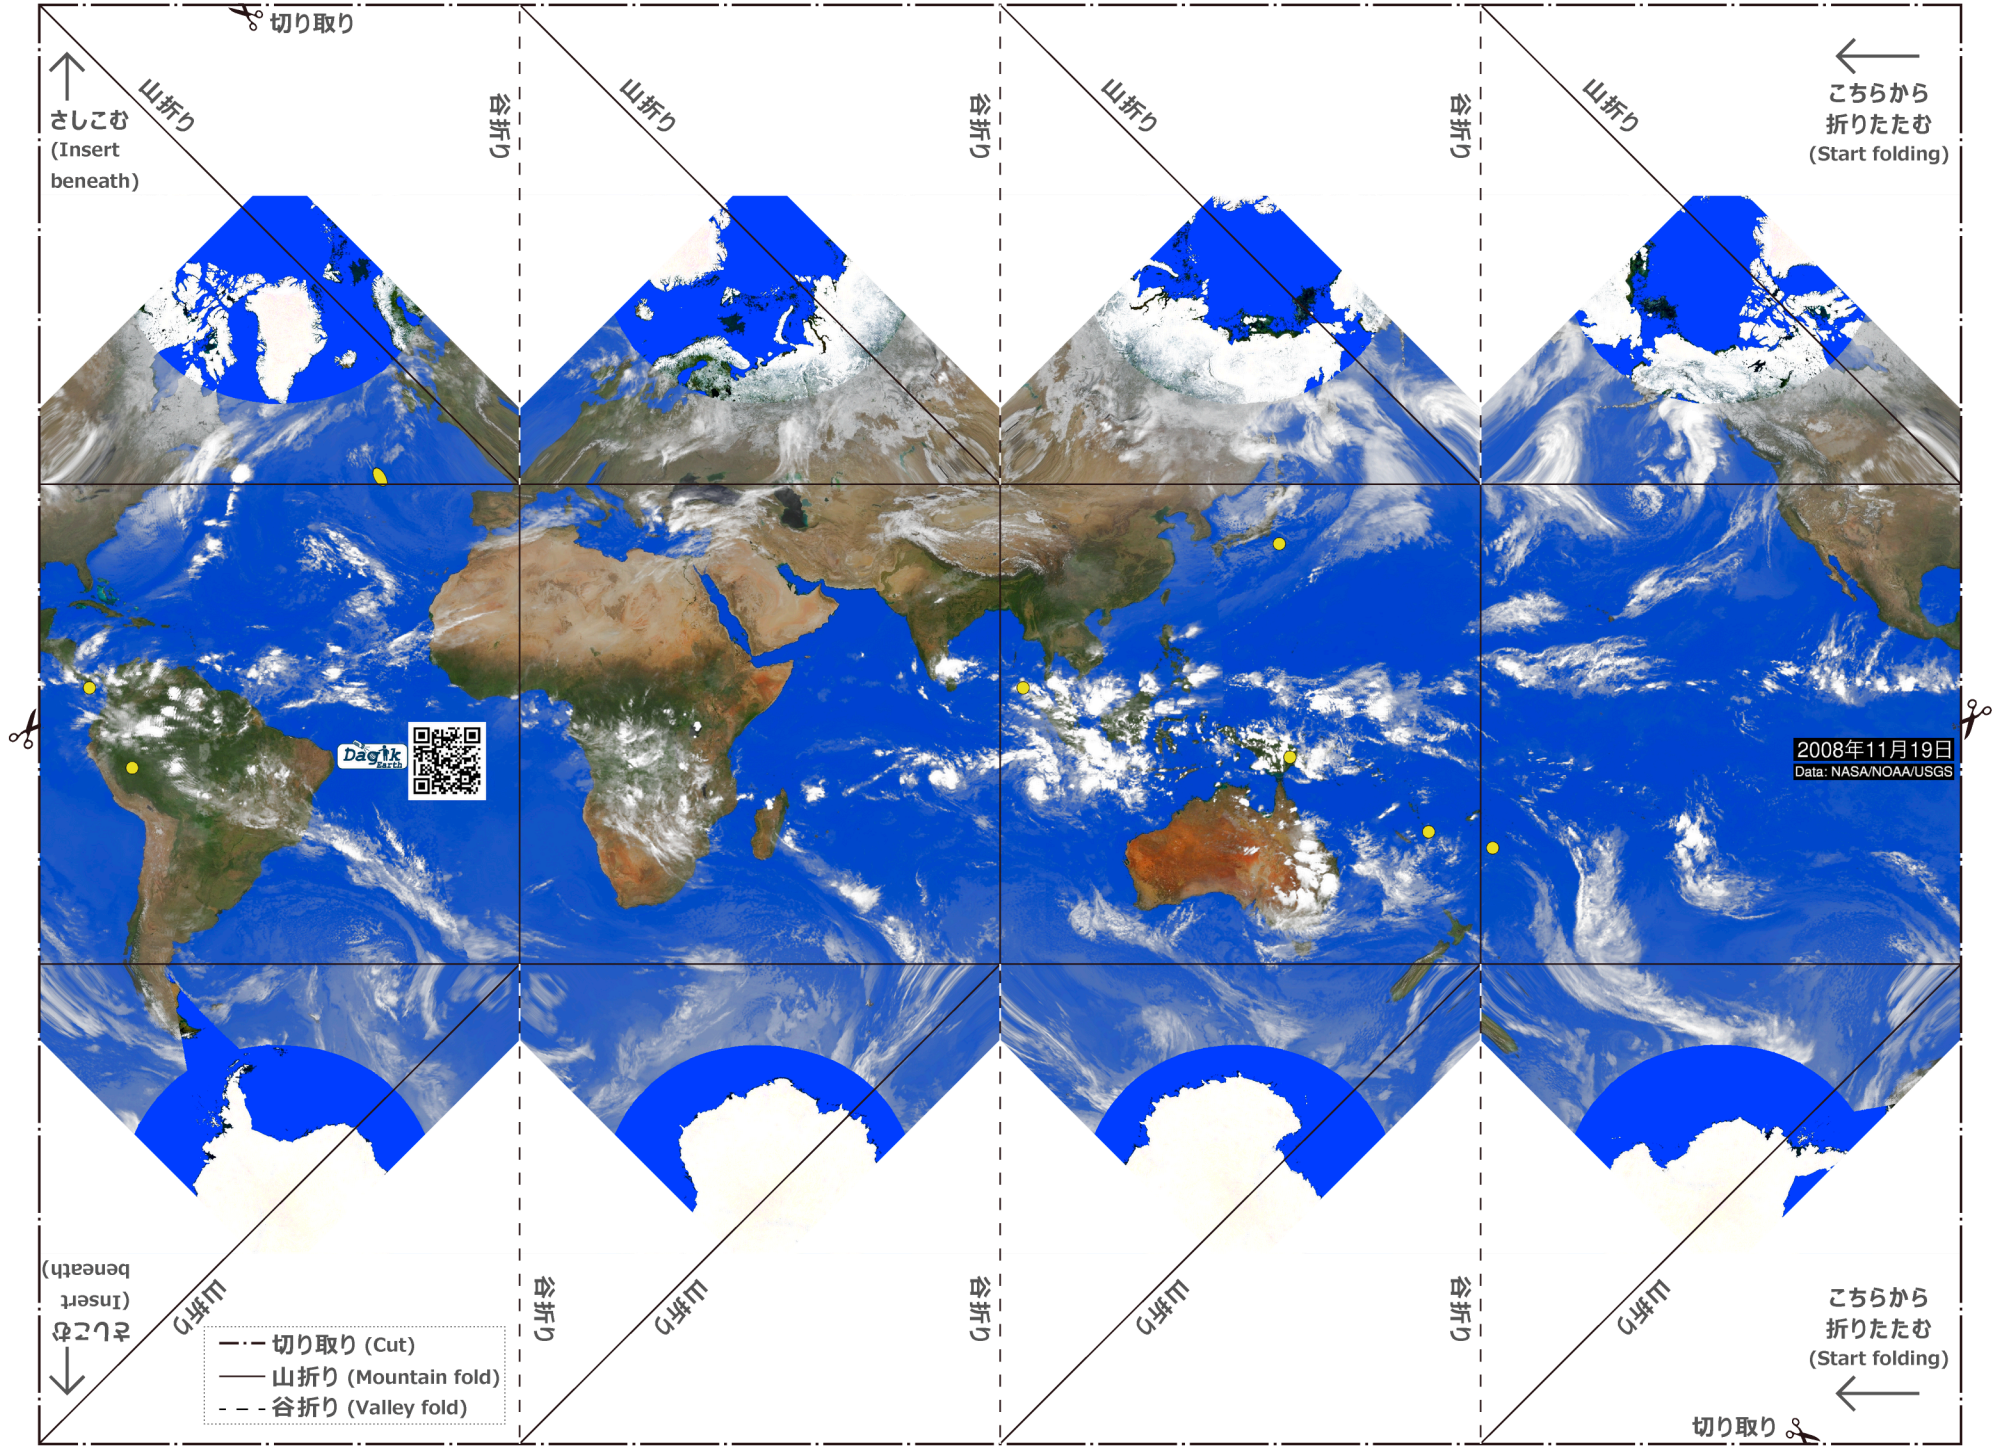 切り取り
さしこむ
(Insert
beneath)
山折り
谷折り
山折り
谷折り
山折り
谷折り
山折り
こちらから
折りたたむ
(Start folding)
Dagik
Earth
2008年11月19日
Data: NASA/NOAA/USGS
さしこむ
(Insert
beneath)
山折り
谷折り
山折り
谷折り
山折り
谷折り
山折り
こちらから
折りたたむ
(Start folding)
切り取り (Cut)
山折り (Mountain fold)
谷折り (Valley fold)
切り取り